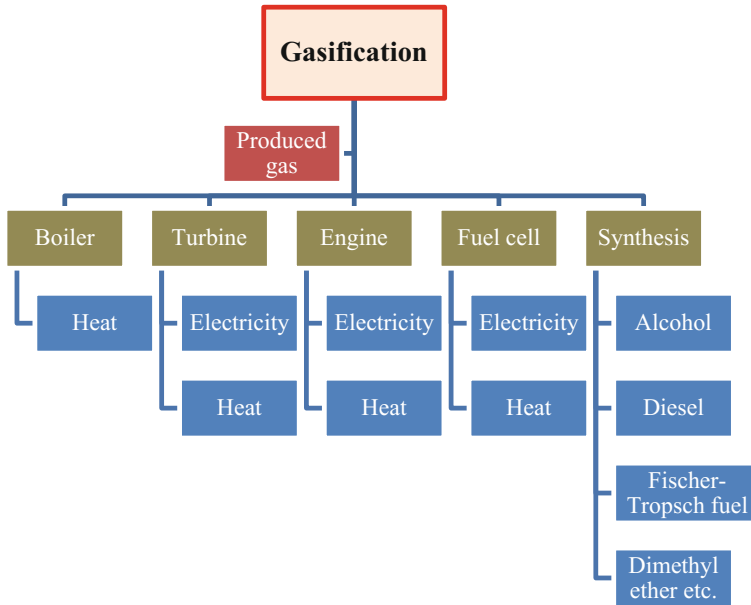 Gasification
Produced
gas
Boiler
Turbine
Engine
Fuel cell
Synthesis
Heat
Electricity
Electricity
Electricity
Alcohol
Heat
Heat
Heat
Diesel
Fischer-
Tropsch fuel
Dimethyl
ether etc.